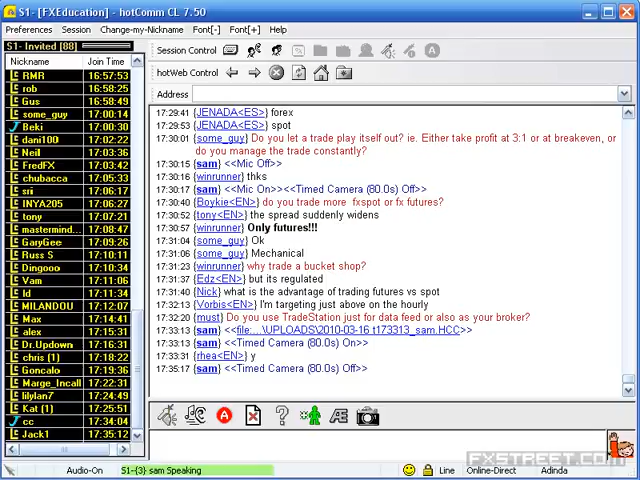 S1- [FXEducation] - hotComm CL 7.50
Preferences Session Change-my-Nickname Font[-] Font[+] Help
S1- Invited [88]
Session Control
Nickname Join Time
hotWeb Control
Address
RMR 16:57:53
rob 16:58:25
Gus 16:58:49
some_guy 17:00:14
Beki 17:00:30
dani100 17:02:22
Neil 17:03:36
FredFX 17:03:42
chubacca 17:05:33
sri 17:06:17
INYA205 17:06:27
tony 17:07:21
mastermind... 17:08:47
GaryGee 17:09:26
Russ S 17:10:11
Dingooo 17:10:34
Vam 17:11:06
Id 17:11:34
MILANDOU 17:12:07
Max 17:14:41
alex 17:15:31
Dr.Updown 17:17:31
chris (1) 17:18:22
Goncalo 17:19:36
Marge_Incall 17:22:31
lilylan7 17:24:49
Kat (1) 17:25:51
cc 17:34:04
Jack1 17:35:12
17:29:41 {JENADA<ES>} forex
17:29:53 {JENADA<ES>} spot
17:30:01 {some_guy} Do you let a trade play itself out? ie. Either take profit at 3:1 or at breakeven, or
do you manage the trade constantly?
17:30:15 {sam} <<Mic Off>>
17:30:16 {winrunner} thks
17:30:17 {sam} <<Mic On>><<Timed Camera (80.0s) Off>>
17:30:40 {Boykie<EN>} do you trade more fxspot or fx futures?
17:30:52 {tony<EN>} the spread suddenly widens
17:30:57 {winrunner} Only futures!!!
17:31:04 {some_guy} Ok
17:31:06 {some_guy} Mechanical
17:31:23 {winrunner} why trade a bucket shop?
17:31:37 {Edz<EN>} but its regulated
17:31:40 {Nick} what is the advantage of trading futures vs spot
17:32:13 {Vorbis<EN>} I'm targeting just above on the hourly
17:32:20 {must} Do you use TradeStation just for data feed or also as your broker?
17:33:13 {sam} <<file:...\UPLOADS\2010-03-16 t173313_sam.HCC>>
17:33:13 {sam} <<Timed Camera (80.0s) On>>
17:33:31 {rhea<EN>} y
17:35:17 {sam} <<Timed Camera (80.0s) Off>>
FXSTREET.COM
Audio-On S1-{3} sam Speaking Line Online-Direct Adinda